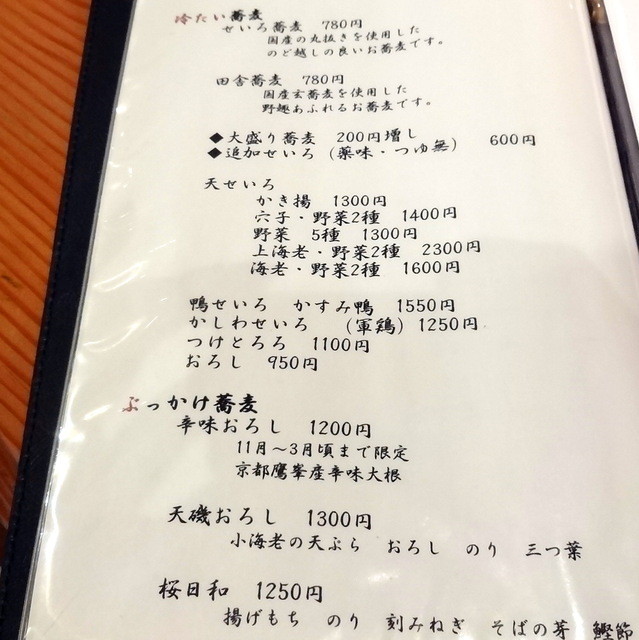 冷たい蕎麦
せいろ蕎麦 780円
国産の丸抜きを使用した
のど越しの良いお蕎麦です。
田舎蕎麦 780円
国産玄蕎麦を使用した
野趣あふれるお蕎麦です。
◆大盛り蕎麦 200円増し
◆追加せいろ (薬味・つゆ無) 600円
天せいろ
かき揚 1300円
穴子・野菜2種 1400円
野菜 5種 1300円
上海老・野菜2種 2300円
海老・野菜2種 1600円
鴨せいろ かすみ鴨 1550円
かしわせいろ (軍鶏) 1250円
つけとろろ 1100円
おろし 950円
ぶっかけ蕎麦
辛味おろし 1200円
11月～3月頃まで限定
京都鷹峯産辛味大根
天磯おろし 1300円
小海老の天ぷら おろし のり 三つ葉
桜日和 1250円
揚げもち のり 刻みねぎ そばの芽 鰹節